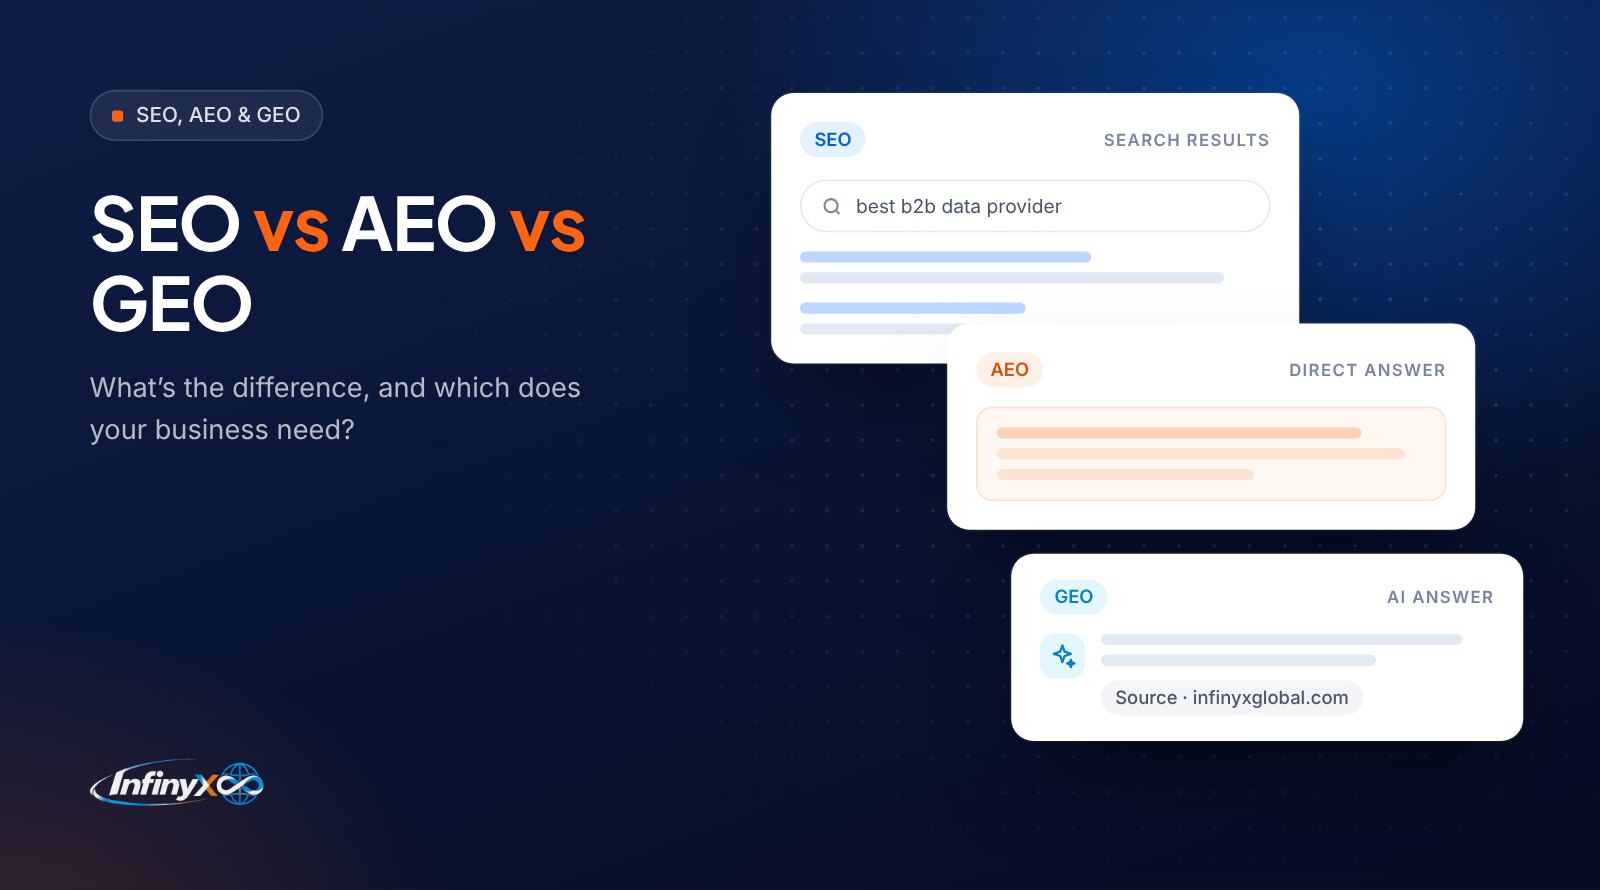 SEO, AEO & GEO
SEO vs AEO vs
GEO
What’s the difference, and which does
your business need?
InfinyX
SEO
SEARCH RESULTS
best b2b data provider
AEO
DIRECT ANSWER
GEO
AI ANSWER
Source · infinyxglobal.com